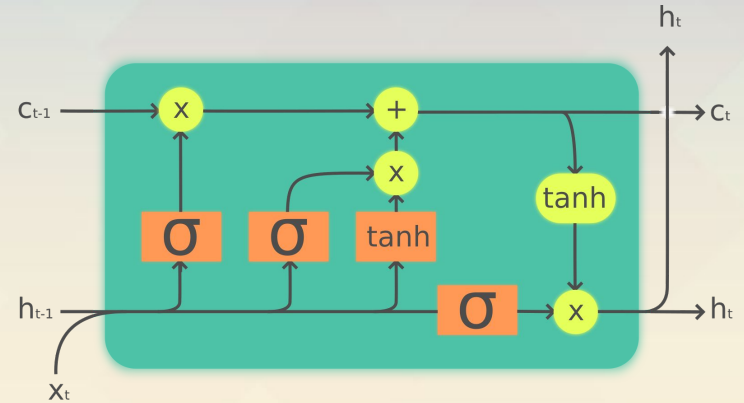 hₜ
cₜ₋₁ x + cₜ
x
tanh
σ σ tanh
hₜ₋₁ σ x hₜ
xₜ